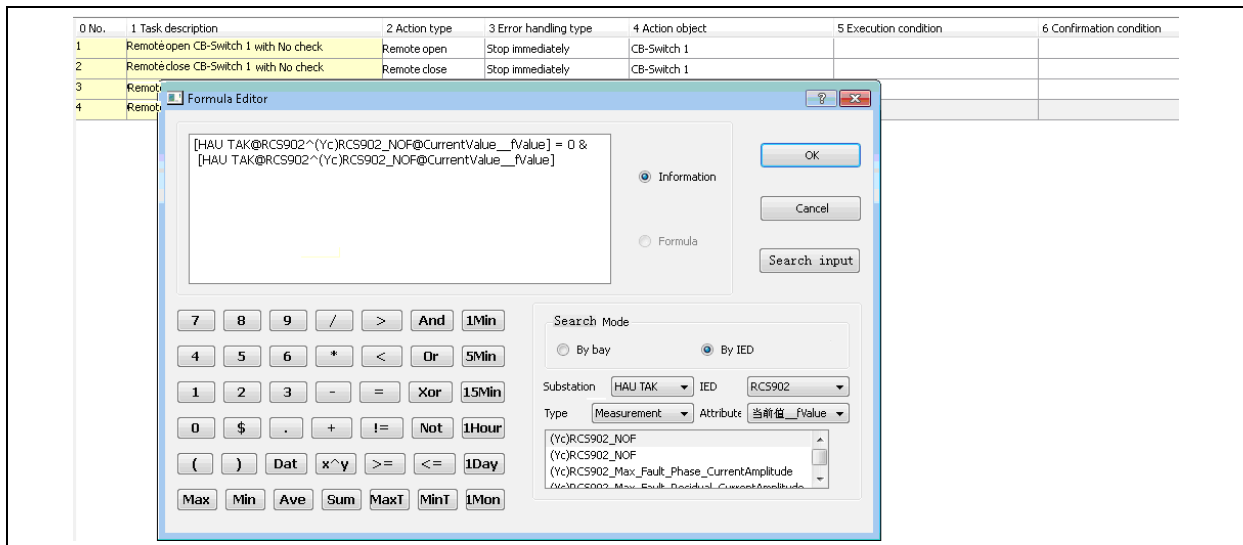 0 No. 1 Task description 2 Action type 3 Error handling type 4 Action object 5 Execution condition 6 Confirmation condition
1 Remote open CB-Switch 1 with No check Remote open Stop immediately CB-Switch 1
2 Remote close CB-Switch 1 with No check Remote close Stop immediately CB-Switch 1
3
4
Formula Editor
[HAU TAK@RCS902^(Yc)RCS902_NOF@CurrentValue__fValue] = 0 &
[HAU TAK@RCS902^(Yc)RCS902_NOF@CurrentValue__fValue]
OK
Information
Cancel
Formula
Search input
7 8 9 / > And 1Min
4 5 6 * < Or 5Min
1 2 3 - = Xor 15Min
0 $ . + != Not 1Hour
( ) Dat x^y >= <= 1Day
Max Min Ave Sum MaxT MinT 1Mon
Search Mode
By bay By IED
Substation HAU TAK IED RCS902
Type Measurement Attribute 当前值__fValue
(Yc)RCS902_NOF
(Yc)RCS902_NOF
(Yc)RCS902_Max_Fault_Phase_CurrentAmplitude
(Yc)RCS902_Max_Fault_Residual_CurrentAmplitude